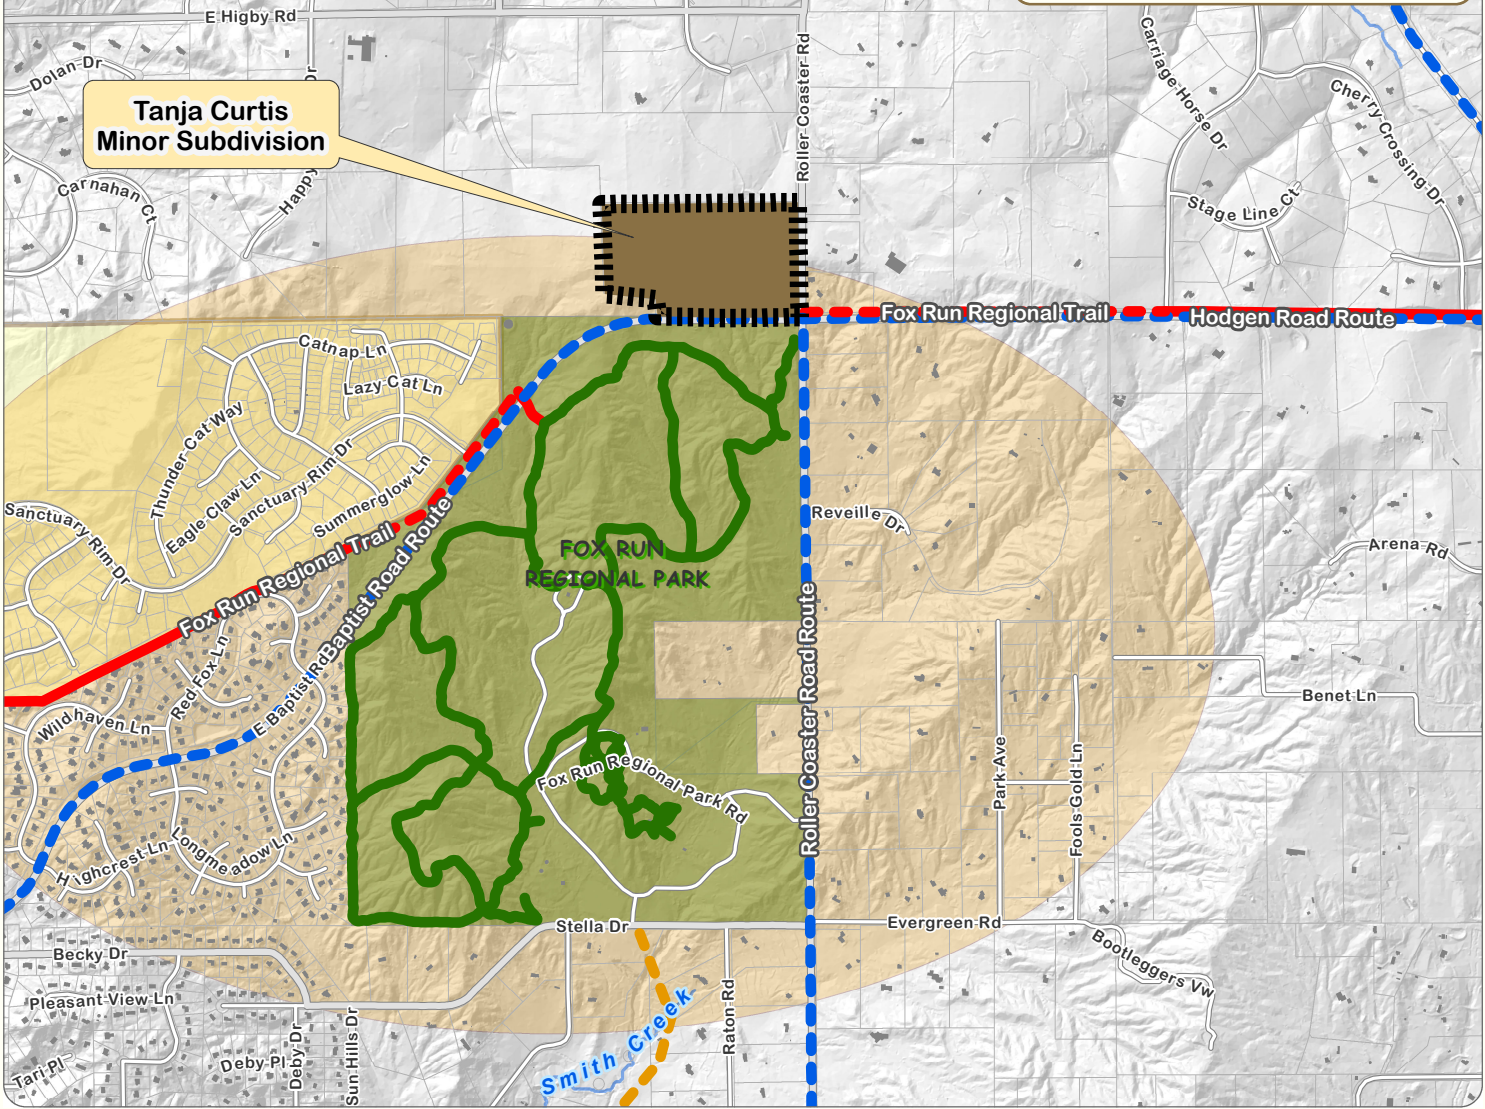 E Higby Rd
Dolan Dr
Tanja Curtis
Minor Subdivision
Roller Coaster Rd
Carriage Horse Dr
Cherry Crossing Dr
Carnahan Ct
Happy
Dr
Stage Line Ct
Fox Run Regional Trail
Hodgen Road Route
Catnap Ln
Lazy Cat Ln
Thunder Cat Way
Eagle Claw Ln
Sanctuary Rim Dr
Summerglow Ln
Sanctuary Rim Dr
Reveille Dr
Arena Rd
FOX RUN
REGIONAL PARK
Fox Run Regional Trail
Baptist Road Route
Roller Coaster Road Route
Red Fox Ln
E Baptist Rd
Wildhaven Ln
Benet Ln
Park Ave
Fools Gold Ln
Fox Run Regional Park Rd
Highcrest Ln
Longmeadow Ln
Stella Dr
Evergreen Rd
Bootleggers Vw
Becky Dr
Pleasant View Ln
Deby Dr
Sun Hills Dr
Raton Rd
Smith Creek
Deby Pl
Tari Pl